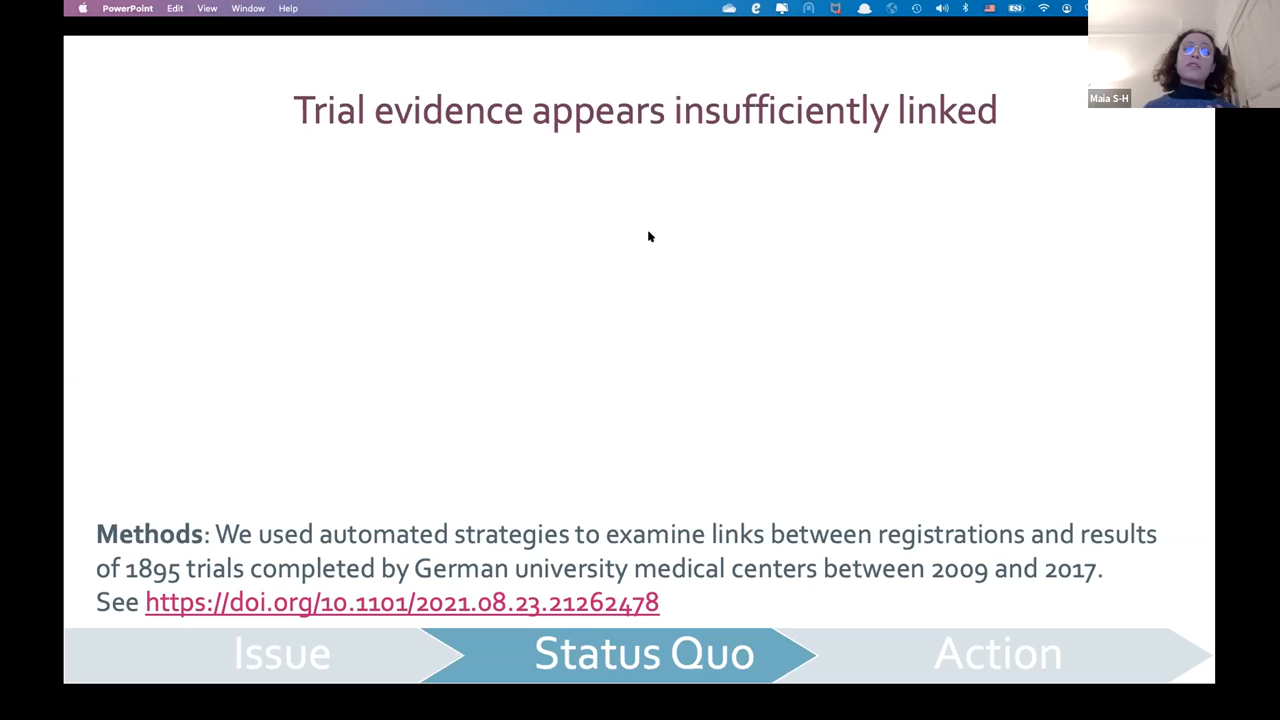 PowerPoint Edit View Window Help
Maia S-H
Trial evidence appears insufficiently linked
Methods: We used automated strategies to examine links between registrations and results
of 1895 trials completed by German university medical centers between 2009 and 2017.
See https://doi.org/10.1101/2021.08.23.21262478
Issue
Status Quo
Action